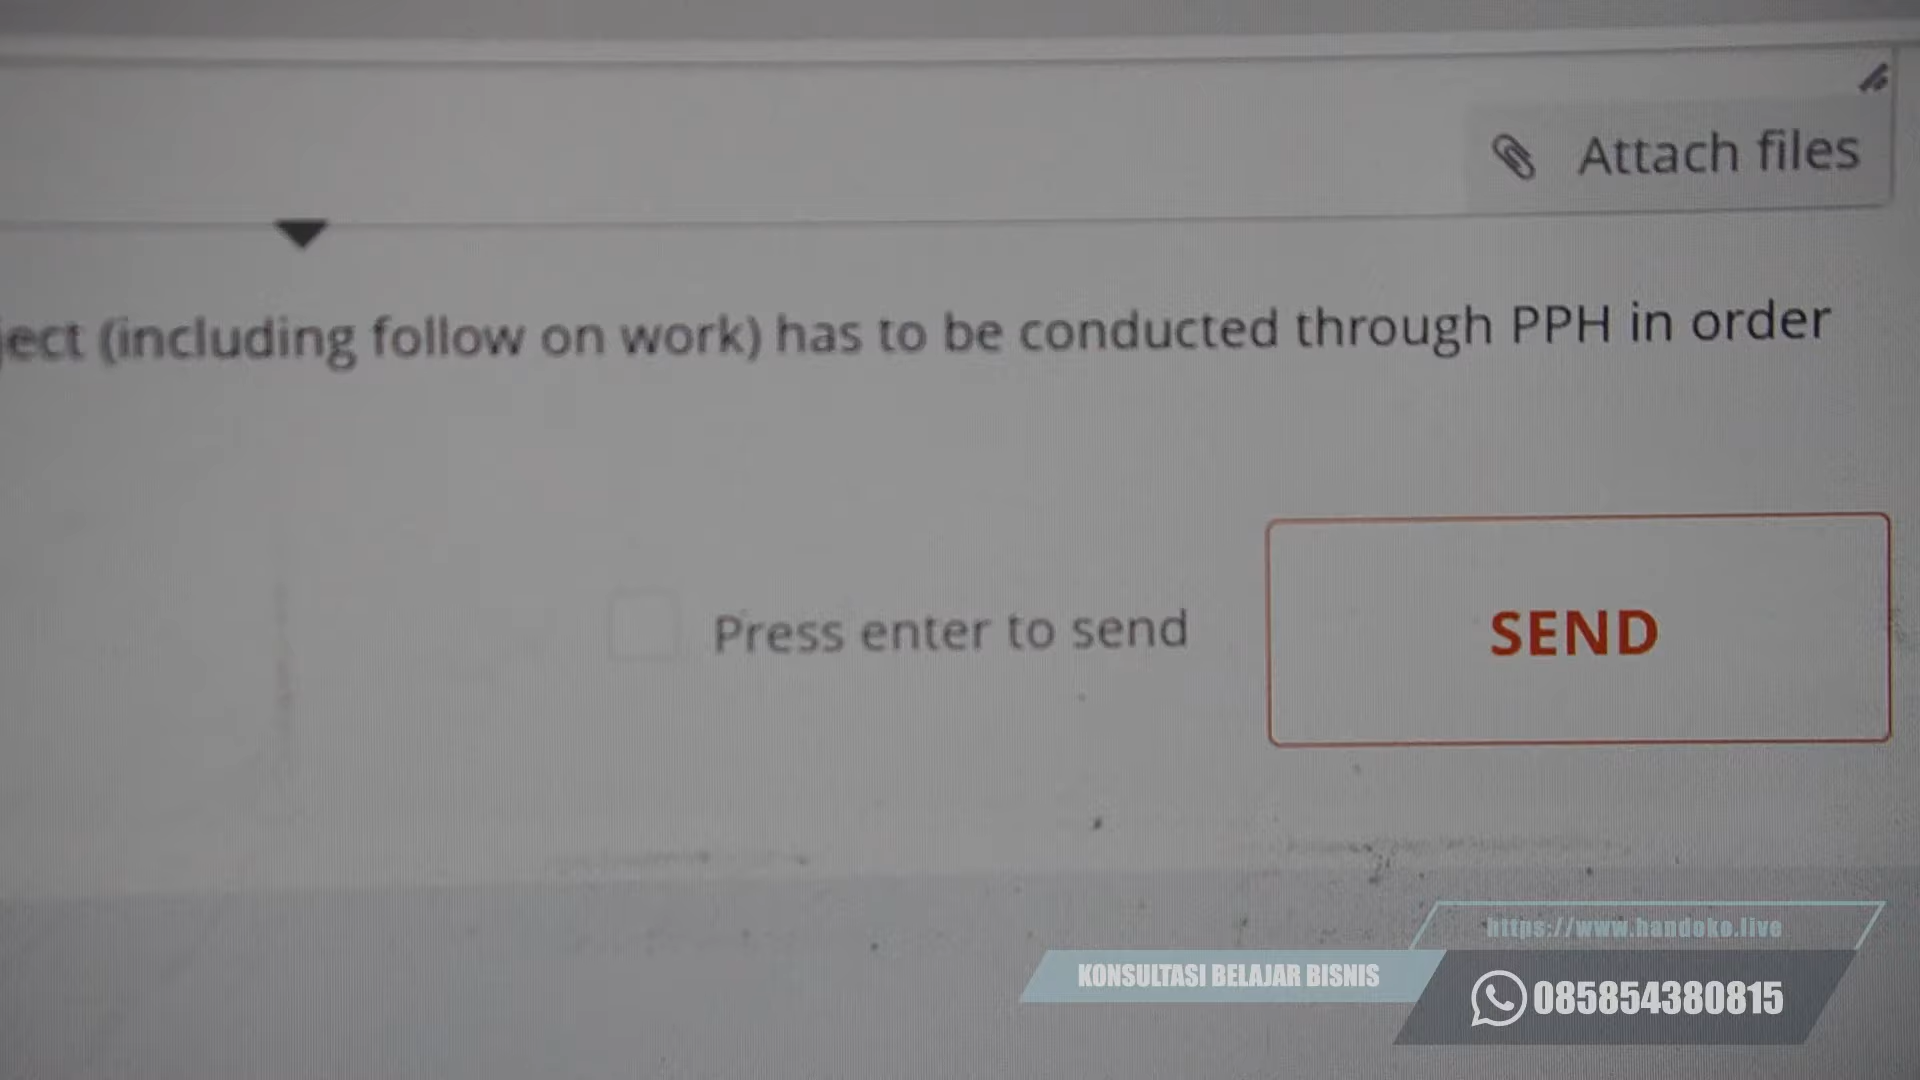 Attach files
ject (including follow on work) has to be conducted through PPH in order
Press enter to send
SEND
https://www.handoko.live
KONSULTASI BELAJAR BISNIS
085854380815